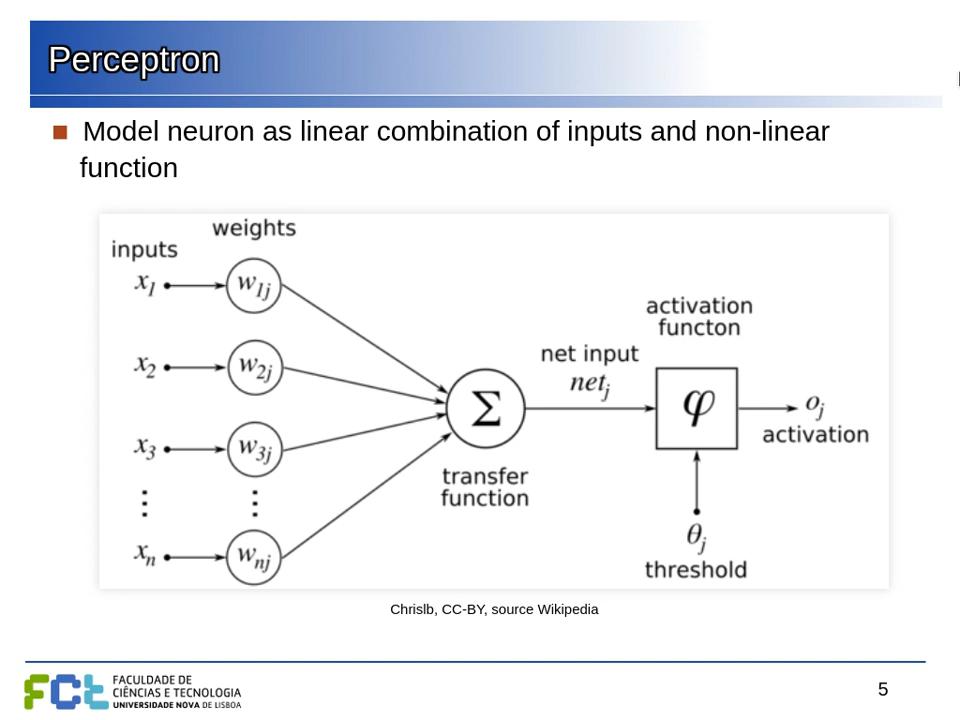 Perceptron
Model neuron as linear combination of inputs and non-linear
function
weights
inputs
x1
w1j
x2
w2j
x3
w3j
⋮ ⋮
xn
wnj
Σ
transfer
function
net input
netj
activation
functon
φ
oj
activation
θj
threshold
Chrislb, CC-BY, source Wikipedia
FCt
FACULDADE DE
CIÊNCIAS E TECNOLOGIA
UNIVERSIDADE NOVA DE LISBOA
5